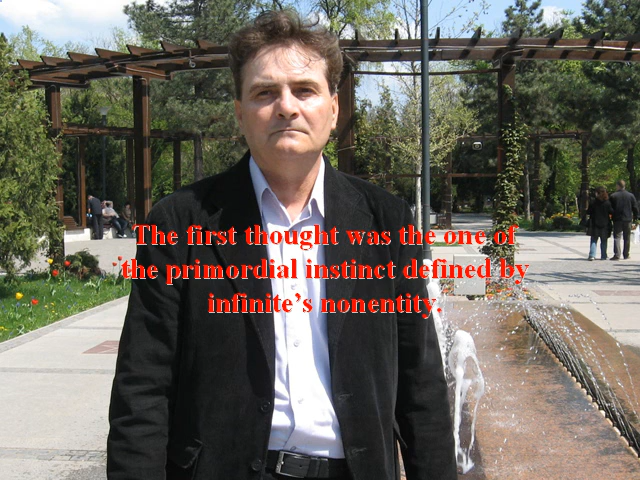 The first thought was the one of
the primordial instinct defined by
infinite's nonentity.